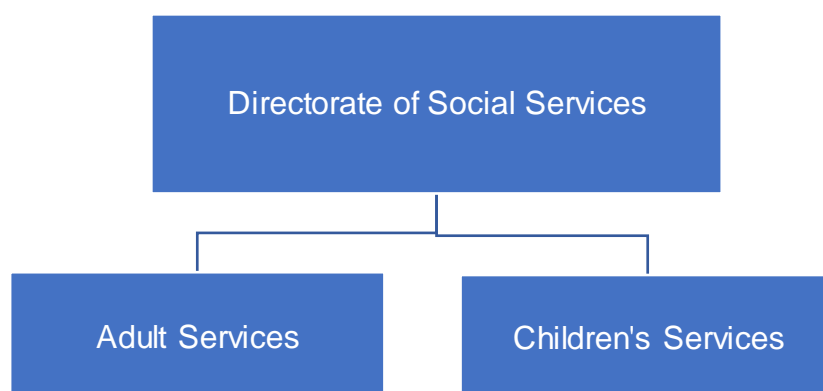 Directorate of Social Services
Adult Services
Children's Services